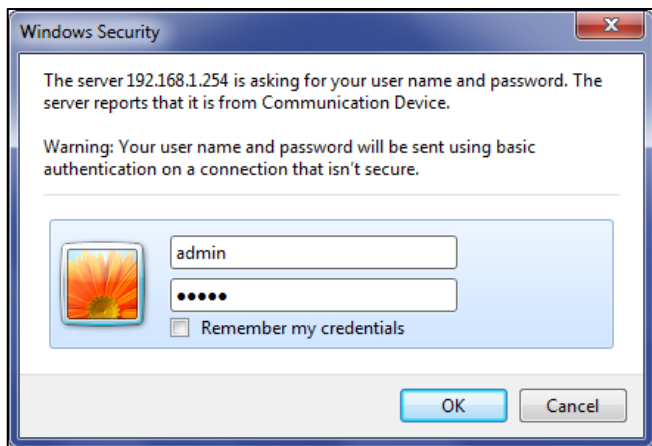 Windows Security
The server 192.168.1.254 is asking for your user name and password. The
server reports that it is from Communication Device.
Warning: Your user name and password will be sent using basic
authentication on a connection that isn't secure.
admin
●●●●●
Remember my credentials
OK
Cancel